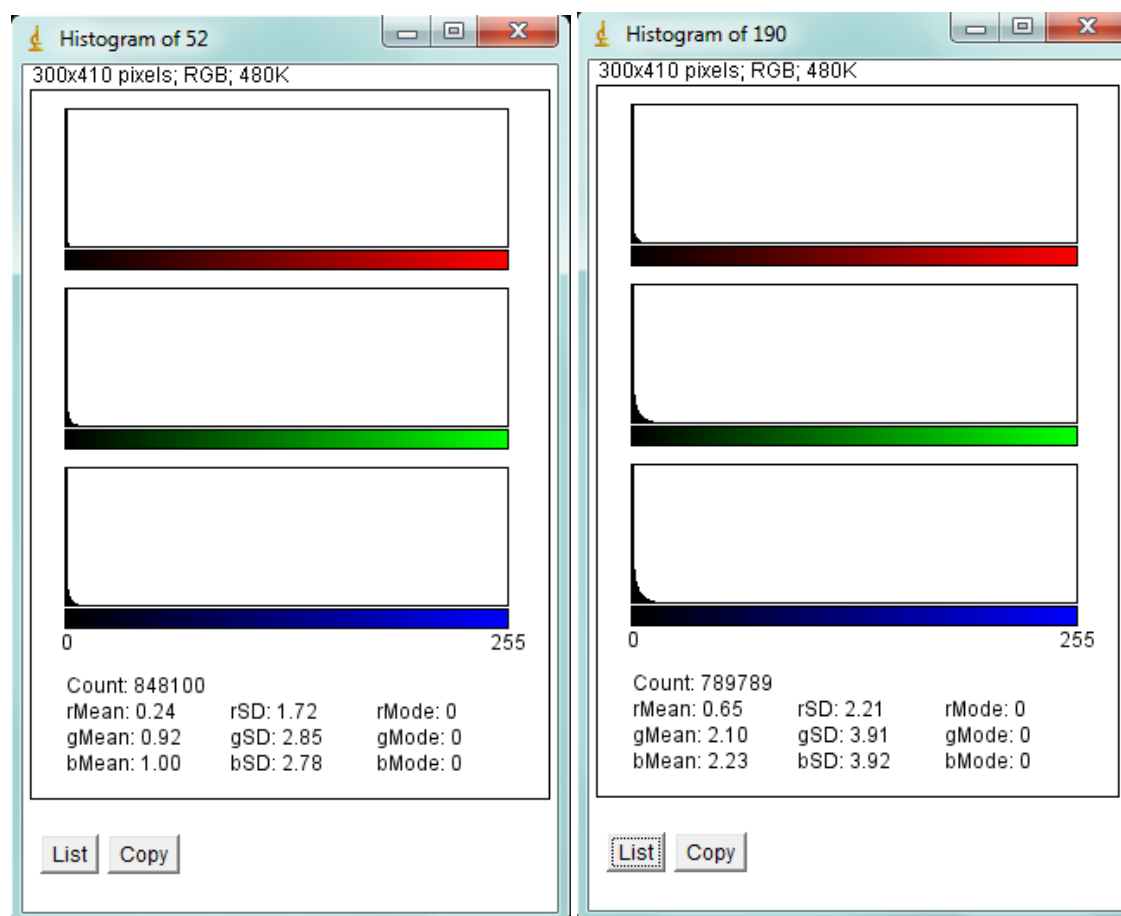 Histogram of 52
300x410 pixels; RGB; 480K
0 255
Count: 848100
rMean: 0.24 rSD: 1.72 rMode: 0
gMean: 0.92 gSD: 2.85 gMode: 0
bMean: 1.00 bSD: 2.78 bMode: 0
List Copy
Histogram of 190
300x410 pixels; RGB; 480K
0 255
Count: 789789
rMean: 0.65 rSD: 2.21 rMode: 0
gMean: 2.10 gSD: 3.91 gMode: 0
bMean: 2.23 bSD: 3.92 bMode: 0
List Copy